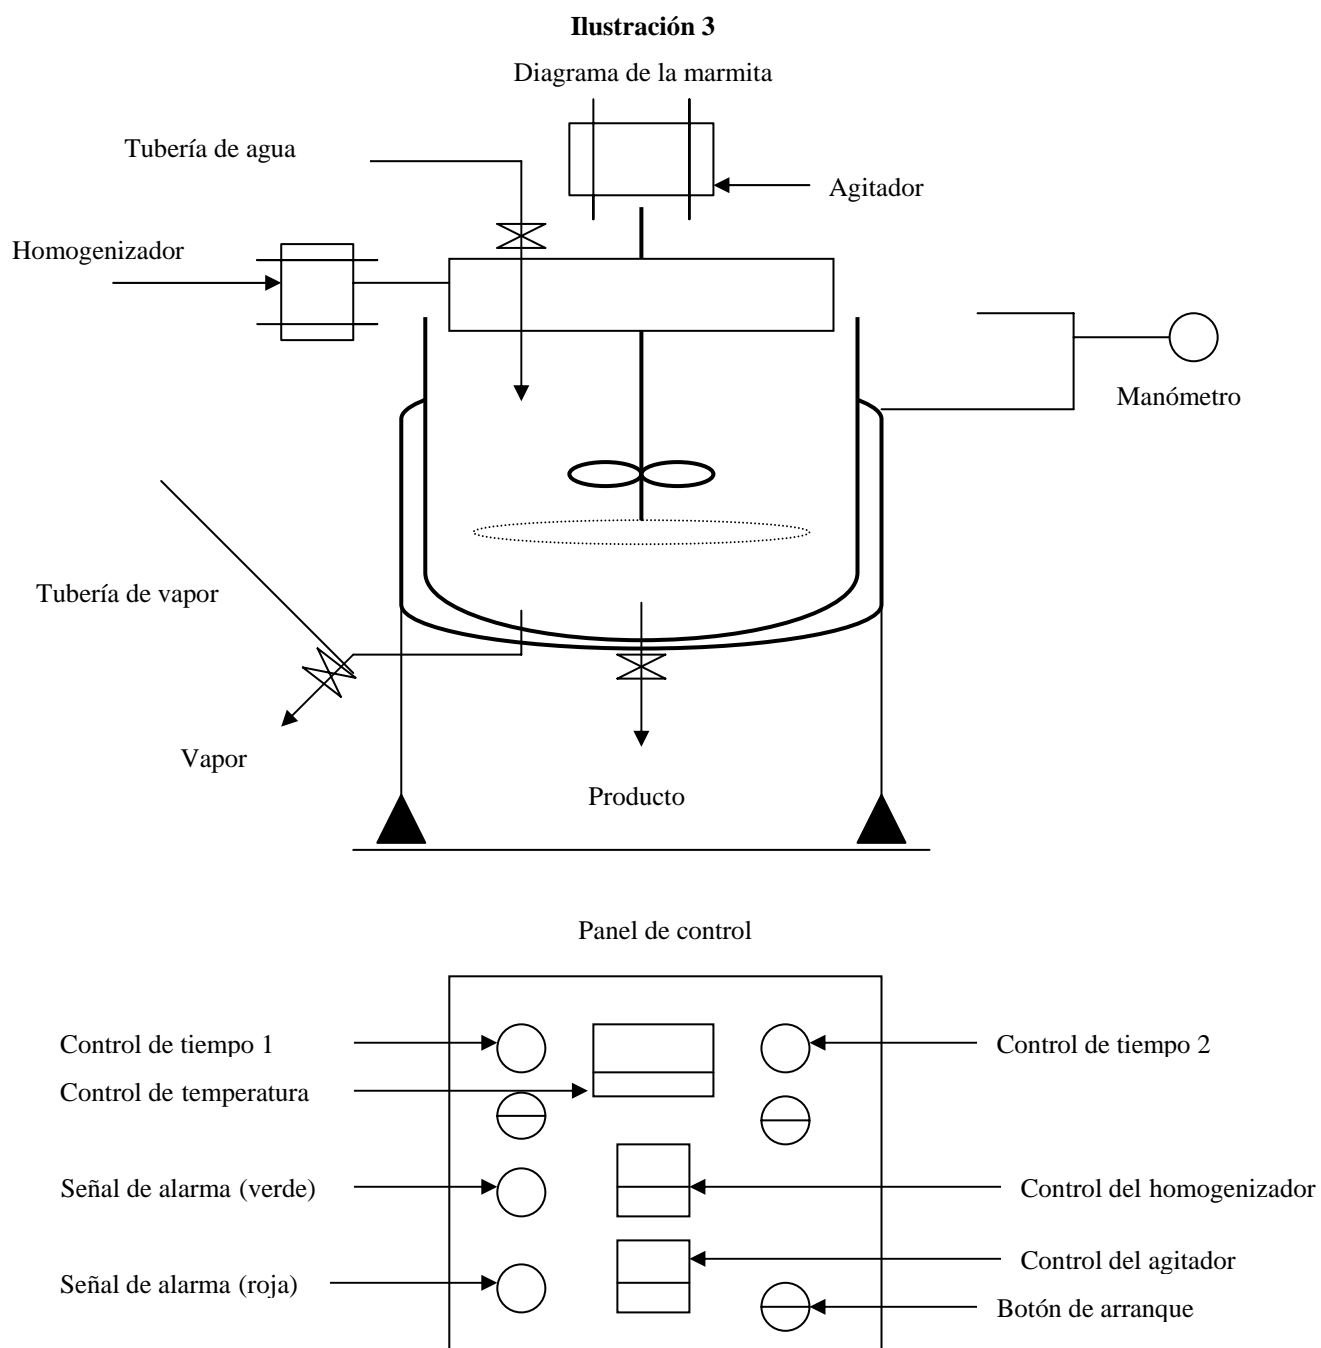 Ilustración 3
Diagrama de la marmita
Tubería de agua
Agitador
Homogenizador
Manómetro
Tubería de vapor
Vapor
Producto
Panel de control
Control de tiempo 1
Control de tiempo 2
Control de temperatura
Señal de alarma (verde)
Control del homogenizador
Control del agitador
Señal de alarma (roja)
Botón de arranque